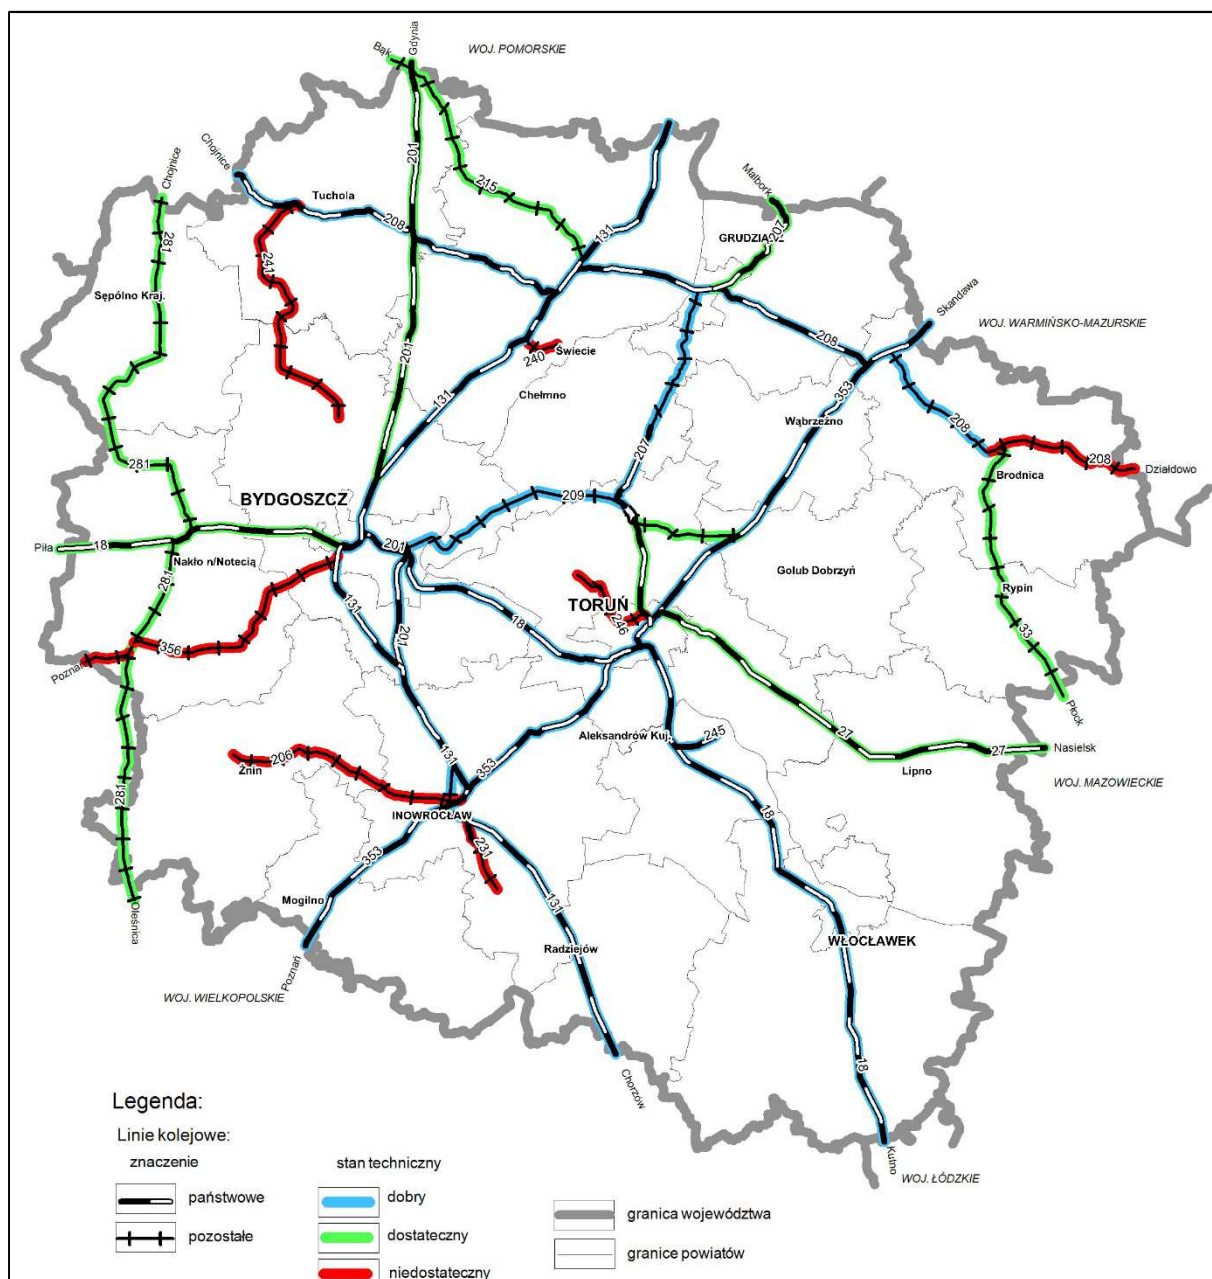 Bąk
Gdynia
WOJ. POMORSKIE
Chojnice
Chojnice
Malbork
Tuchola
201
215
131
208
GRUDZIĄDZ
207
281
241
Sępólno Kraj.
Skandawa
WOJ. WARMIŃSKO-MAZURSKIE
208
201
240
Świecie
Chełmno
131
353
Wąbrzeźno
208
207
281
208
Działdowo
Brodnica
BYDGOSZCZ
209
Piła
18
201
Nakło n/Notecią
281
Golub Dobrzyń
Rypin
131
TORUŃ
246
18
201
33
356
Poznań
Płock
Aleksandrów Kuj.
245
27
27
Nasielsk
Lipno
WOJ. MAZOWIECKIE
206
Żnin
131
353
281
18
INOWROCŁAW
231
353
Mogilno
131
Oleśnica
WŁOCŁAWEK
Radziejów
Poznań
WOJ. WIELKOPOLSKIE
18
Chorzów
Kutno
WOJ. ŁÓDZKIE
Legenda:
Linie kolejowe:
znaczenie
stan techniczny
państwowe
dobry
granica województwa
pozostałe
dostateczny
granice powiatów
niedostateczny